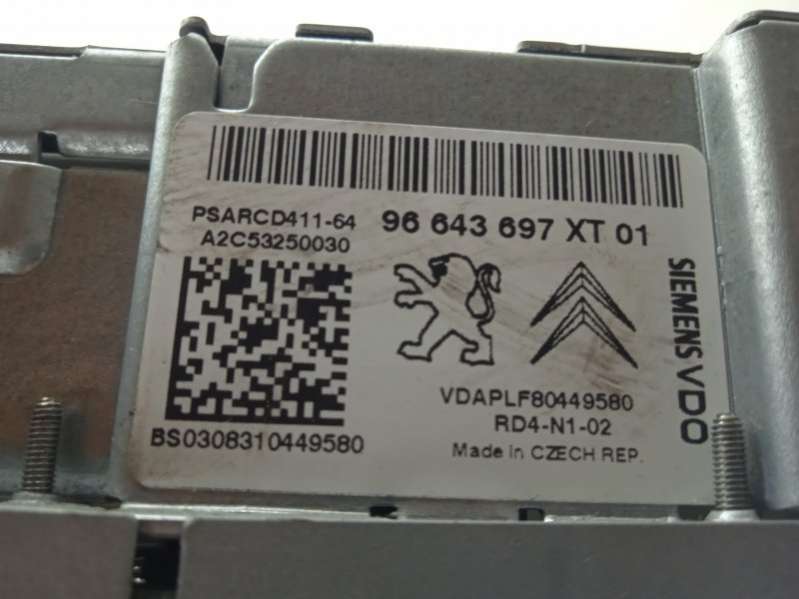 PSARCD411-64 96 643 697 XT 01
A2C53250030
SIEMENS VDO
VDAPLF80449580
RD4-N1-02
BS0308310449580
Made in CZECH REP.